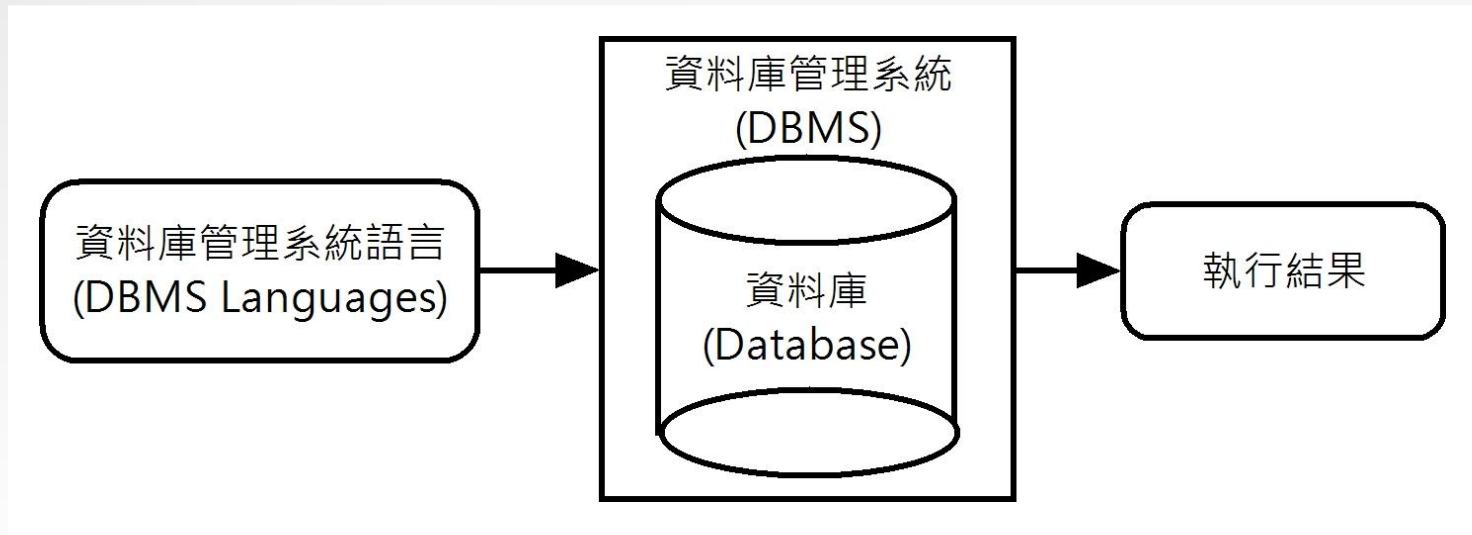 資料庫管理系統語言
(DBMS Languages)
資料庫管理系統
(DBMS)
資料庫
(Database)
執行結果